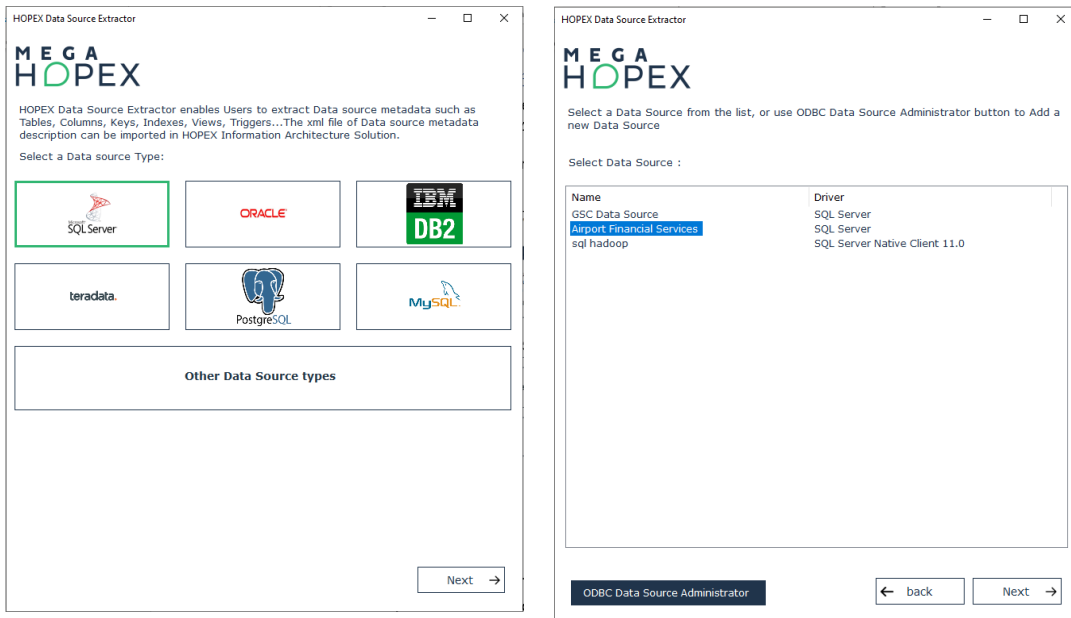 HOPEX Data Source Extractor
MEGA
HOPEX
HOPEX Data Source Extractor enables Users to extract Data source metadata such as
Tables, Columns, Keys, Indexes, Views, Triggers...The xml file of Data source metadata
description can be imported in HOPEX Information Architecture Solution.
Select a Data source Type:
Microsoft
SQL Server
ORACLE
IBM
DB2
teradata.
PostgreSQL
MySQL
Other Data Source types
Next
HOPEX Data Source Extractor
MEGA
HOPEX
Select a Data Source from the list, or use ODBC Data Source Administrator button to Add a
new Data Source
Select Data Source :
Name Driver
GSC Data Source SQL Server
Airport Financial Services SQL Server
sql hadoop SQL Server Native Client 11.0
ODBC Data Source Administrator
back
Next